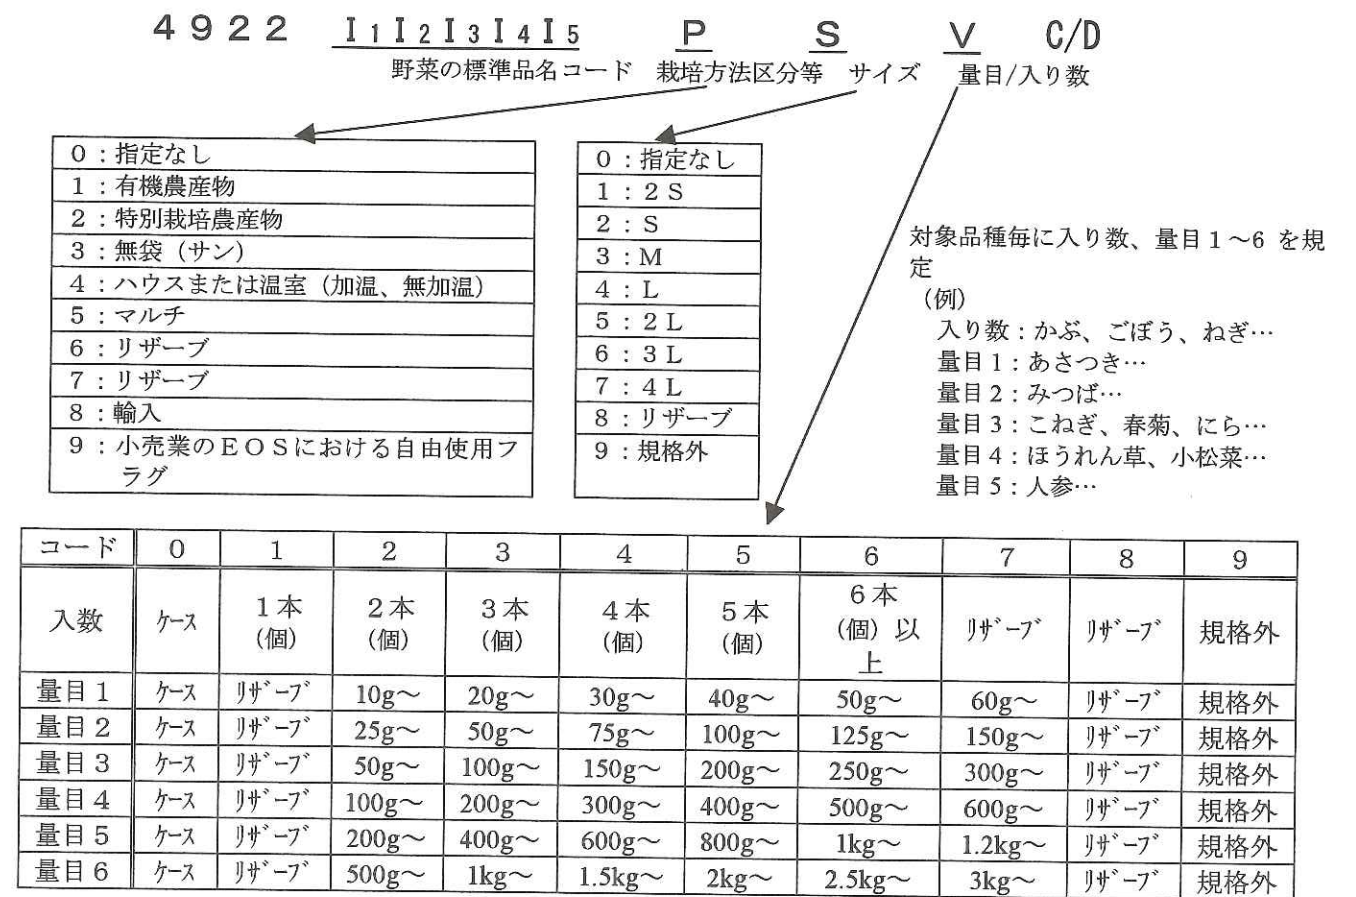 4922 I1I2I3I4I5 P S V C/D
野菜の標準品名コード 栽培方法区分等 サイズ 量目/入り数
0：指定なし
1：有機農産物
2：特別栽培農産物
3：無袋（サン）
4：ハウスまたは温室（加温、無加温）
5：マルチ
6：リザーブ
7：リザーブ
8：輸入
9：小売業のEOSにおける自由使用フ
ラグ
0：指定なし
1：2S
2：S
3：M
4：L
5：2L
6：3L
7：4L
8：リザーブ
9：規格外
対象品種毎に入り数、量目1～6 を規
定
（例）
入り数：かぶ、ごぼう、ねぎ…
量目1：あさつき…
量目2：みつば…
量目3：こねぎ、春菊、にら…
量目4：ほうれん草、小松菜…
量目5：人参…
コード 0 1 2 3 4 5 6 7 8 9
入数 ｹｰｽ 1本（個） 2本（個） 3本（個） 4本（個） 5本（個） 6本（個）以上 ﾘｻﾞｰﾌﾞ ﾘｻﾞｰﾌﾞ 規格外
量目1 ｹｰｽ ﾘｻﾞｰﾌﾞ 10g～ 20g～ 30g～ 40g～ 50g～ 60g～ ﾘｻﾞｰﾌﾞ 規格外
量目2 ｹｰｽ ﾘｻﾞｰﾌﾞ 25g～ 50g～ 75g～ 100g～ 125g～ 150g～ ﾘｻﾞｰﾌﾞ 規格外
量目3 ｹｰｽ ﾘｻﾞｰﾌﾞ 50g～ 100g～ 150g～ 200g～ 250g～ 300g～ ﾘｻﾞｰﾌﾞ 規格外
量目4 ｹｰｽ ﾘｻﾞｰﾌﾞ 100g～ 200g～ 300g～ 400g～ 500g～ 600g～ ﾘｻﾞｰﾌﾞ 規格外
量目5 ｹｰｽ ﾘｻﾞｰﾌﾞ 200g～ 400g～ 600g～ 800g～ 1kg～ 1.2kg～ ﾘｻﾞｰﾌﾞ 規格外
量目6 ｹｰｽ ﾘｻﾞｰﾌﾞ 500g～ 1kg～ 1.5kg～ 2kg～ 2.5kg～ 3kg～ ﾘｻﾞｰﾌﾞ 規格外